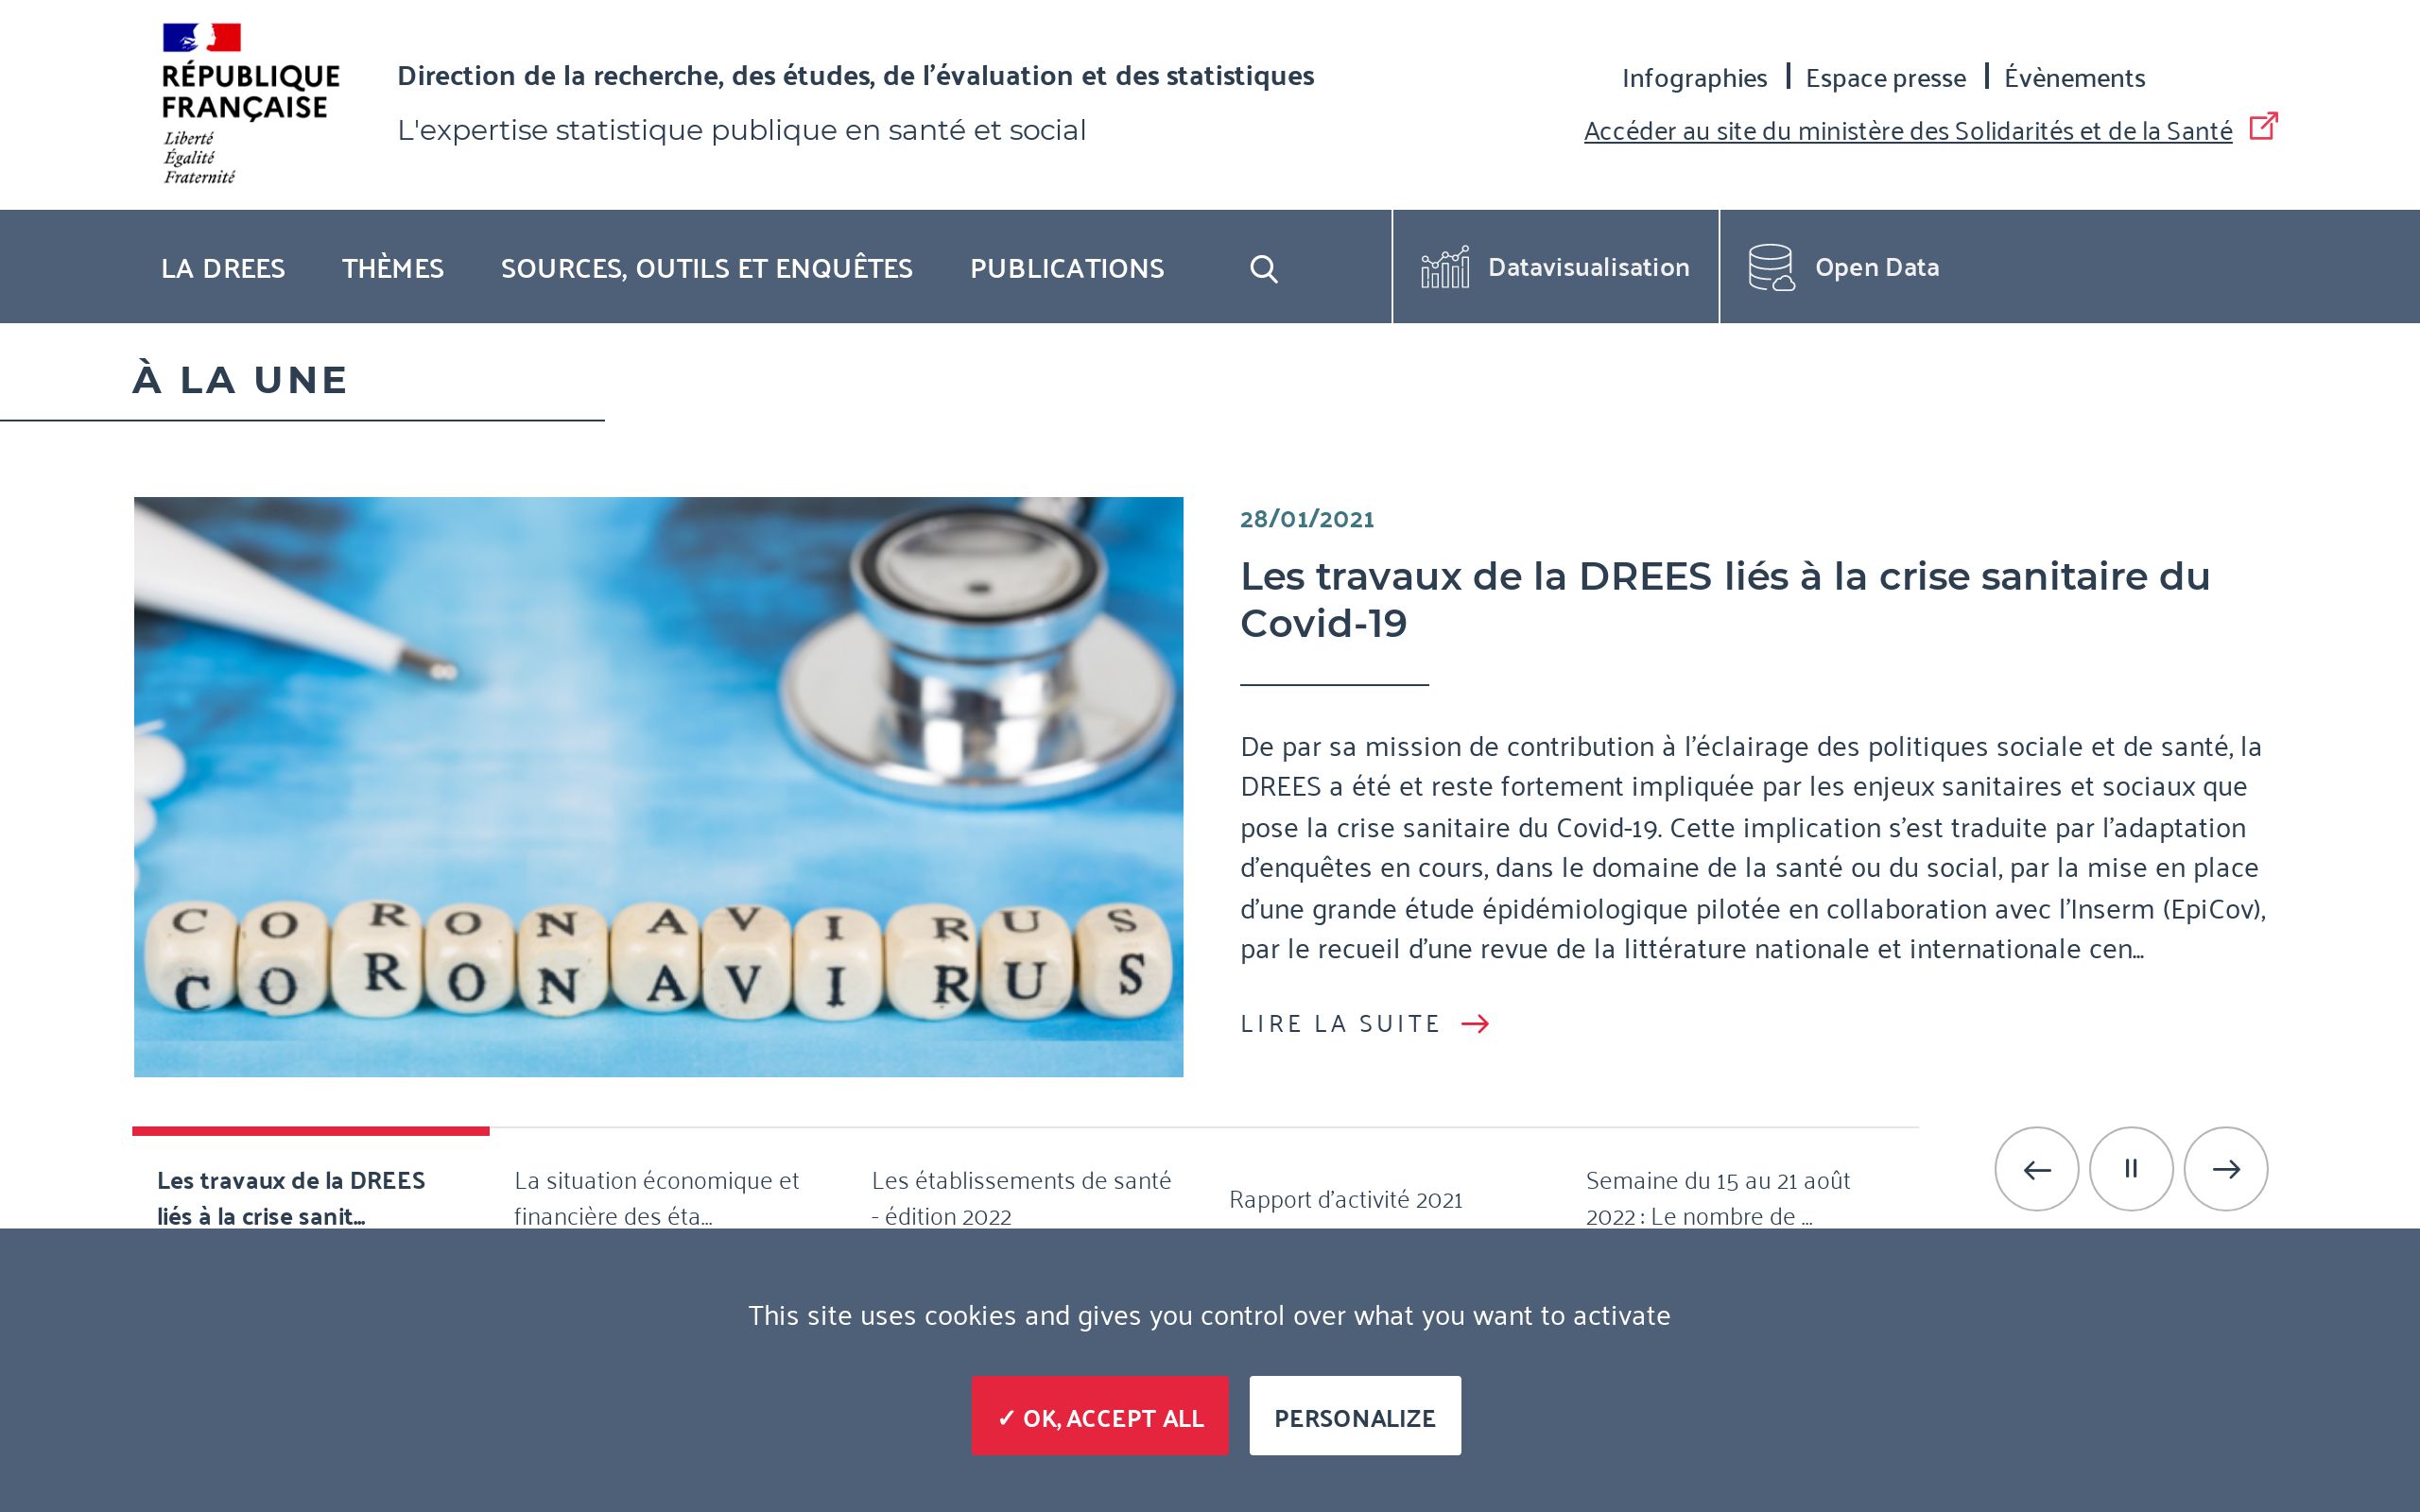 RÉPUBLIQUE
FRANÇAISE
Liberté
Égalité
Fraternité
Direction de la recherche, des études, de l'évaluation et des statistiques
L'expertise statistique publique en santé et social
Infographies
Espace presse
Évènements
Accéder au site du ministère des Solidarités et de la Santé
LA DREES
THÈMES
SOURCES, OUTILS ET ENQUÊTES
PUBLICATIONS
Datavisualisation
Open Data
À LA UNE
CORONAVIRUS
CORONAVIRUS
28/01/2021
Les travaux de la DREES liés à la crise sanitaire du
Covid-19
De par sa mission de contribution à l'éclairage des politiques sociale et de santé, la
DREES a été et reste fortement impliquée par les enjeux sanitaires et sociaux que
pose la crise sanitaire du Covid-19. Cette implication s'est traduite par l'adaptation
d'enquêtes en cours, dans le domaine de la santé ou du social, par la mise en place
d'une grande étude épidémiologique pilotée en collaboration avec l'Inserm (EpiCov),
par le recueil d'une revue de la littérature nationale et internationale cen...
LIRE LA SUITE
Les travaux de la DREES
liés à la crise sanit...
La situation économique et
financière des éta...
Les établissements de santé
- édition 2022
Rapport d'activité 2021
Semaine du 15 au 21 août
2022 : Le nombre de ...
This site uses cookies and gives you control over what you want to activate
✓ OK, ACCEPT ALL
PERSONALIZE